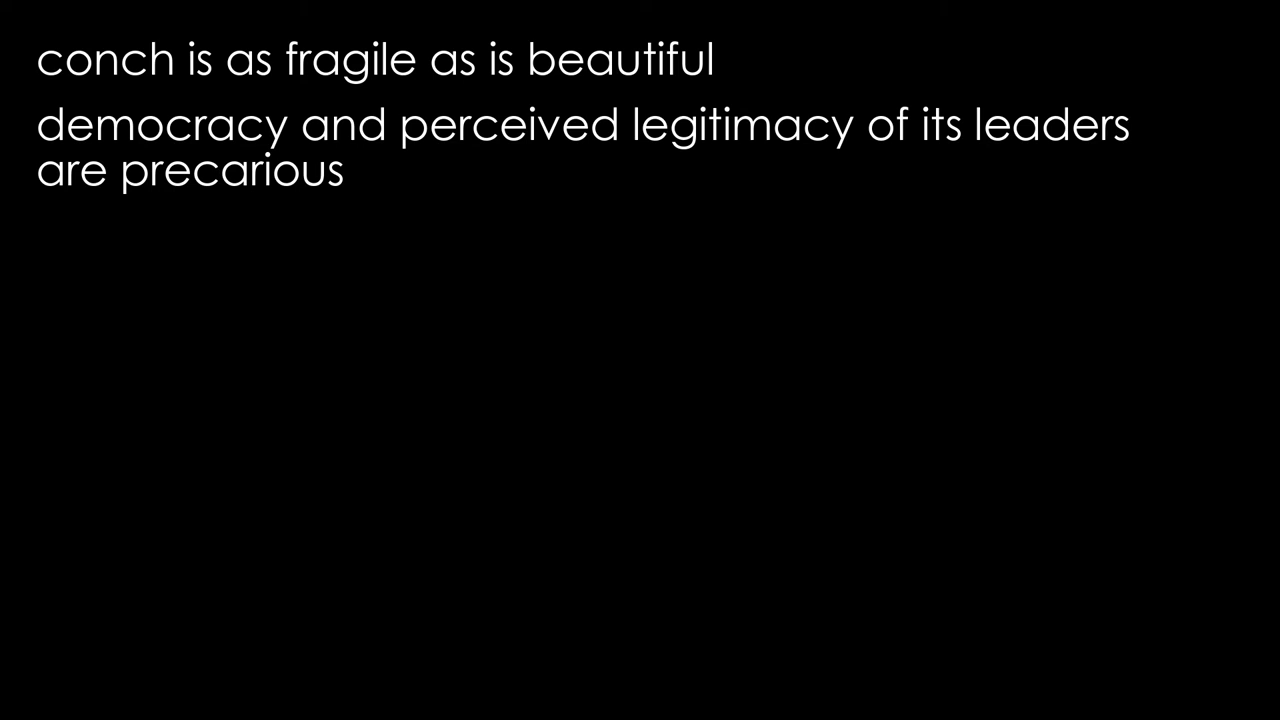 conch is as fragile as is beautiful
democracy and perceived legitimacy of its leaders
are precarious